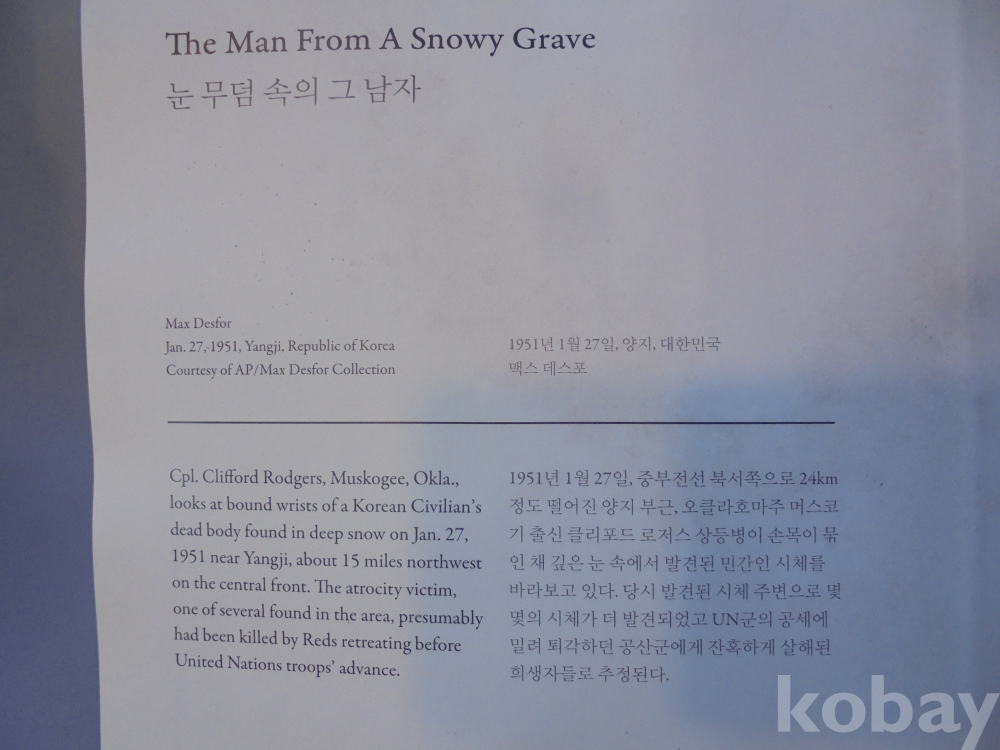 The Man From A Snowy Grave
눈 무덤 속의 그 남자
Max Desfor
Jan. 27, 1951, Yangji, Republic of Korea
Courtesy of AP/Max Desfor Collection
1951년 1월 27일, 양지, 대한민국
맥스 데스포
Cpl. Clifford Rodgers, Muskogee, Okla.,
looks at bound wrists of a Korean Civilian's
dead body found in deep snow on Jan. 27,
1951 near Yangji, about 15 miles northwest
on the central front. The atrocity victim,
one of several found in the area, presumably
had been killed by Reds retreating before
United Nations troops' advance.
1951년 1월 27일, 중부전선 북서쪽으로 24km
정도 떨어진 양지 부근, 오클라호마주 머스코
기 출신 클리포드 로저스 상등병이 손목이 묶
인 채 깊은 눈 속에서 발견된 민간인 시체를
바라보고 있다. 당시 발견된 시체 주변으로 몇
몇의 시체가 더 발견되었고 UN군의 공세에
밀려 퇴각하던 공산군에게 잔혹하게 살해된
희생자들로 추정된다.
kobay